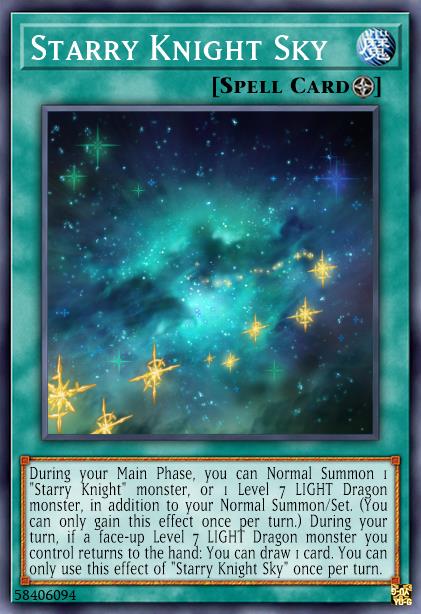 Starry Knight Sky
魔
[Spell Card]
During your Main Phase, you can Normal Summon 1
"Starry Knight" monster, or 1 Level 7 LIGHT Dragon
monster, in addition to your Normal Summon/Set. (You
can only gain this effect once per turn.) During your
turn, if a face-up Level 7 LIGHT Dragon monster you
control returns to the hand: You can draw 1 card. You can
only use this effect of "Starry Knight Sky" once per turn.
58406094